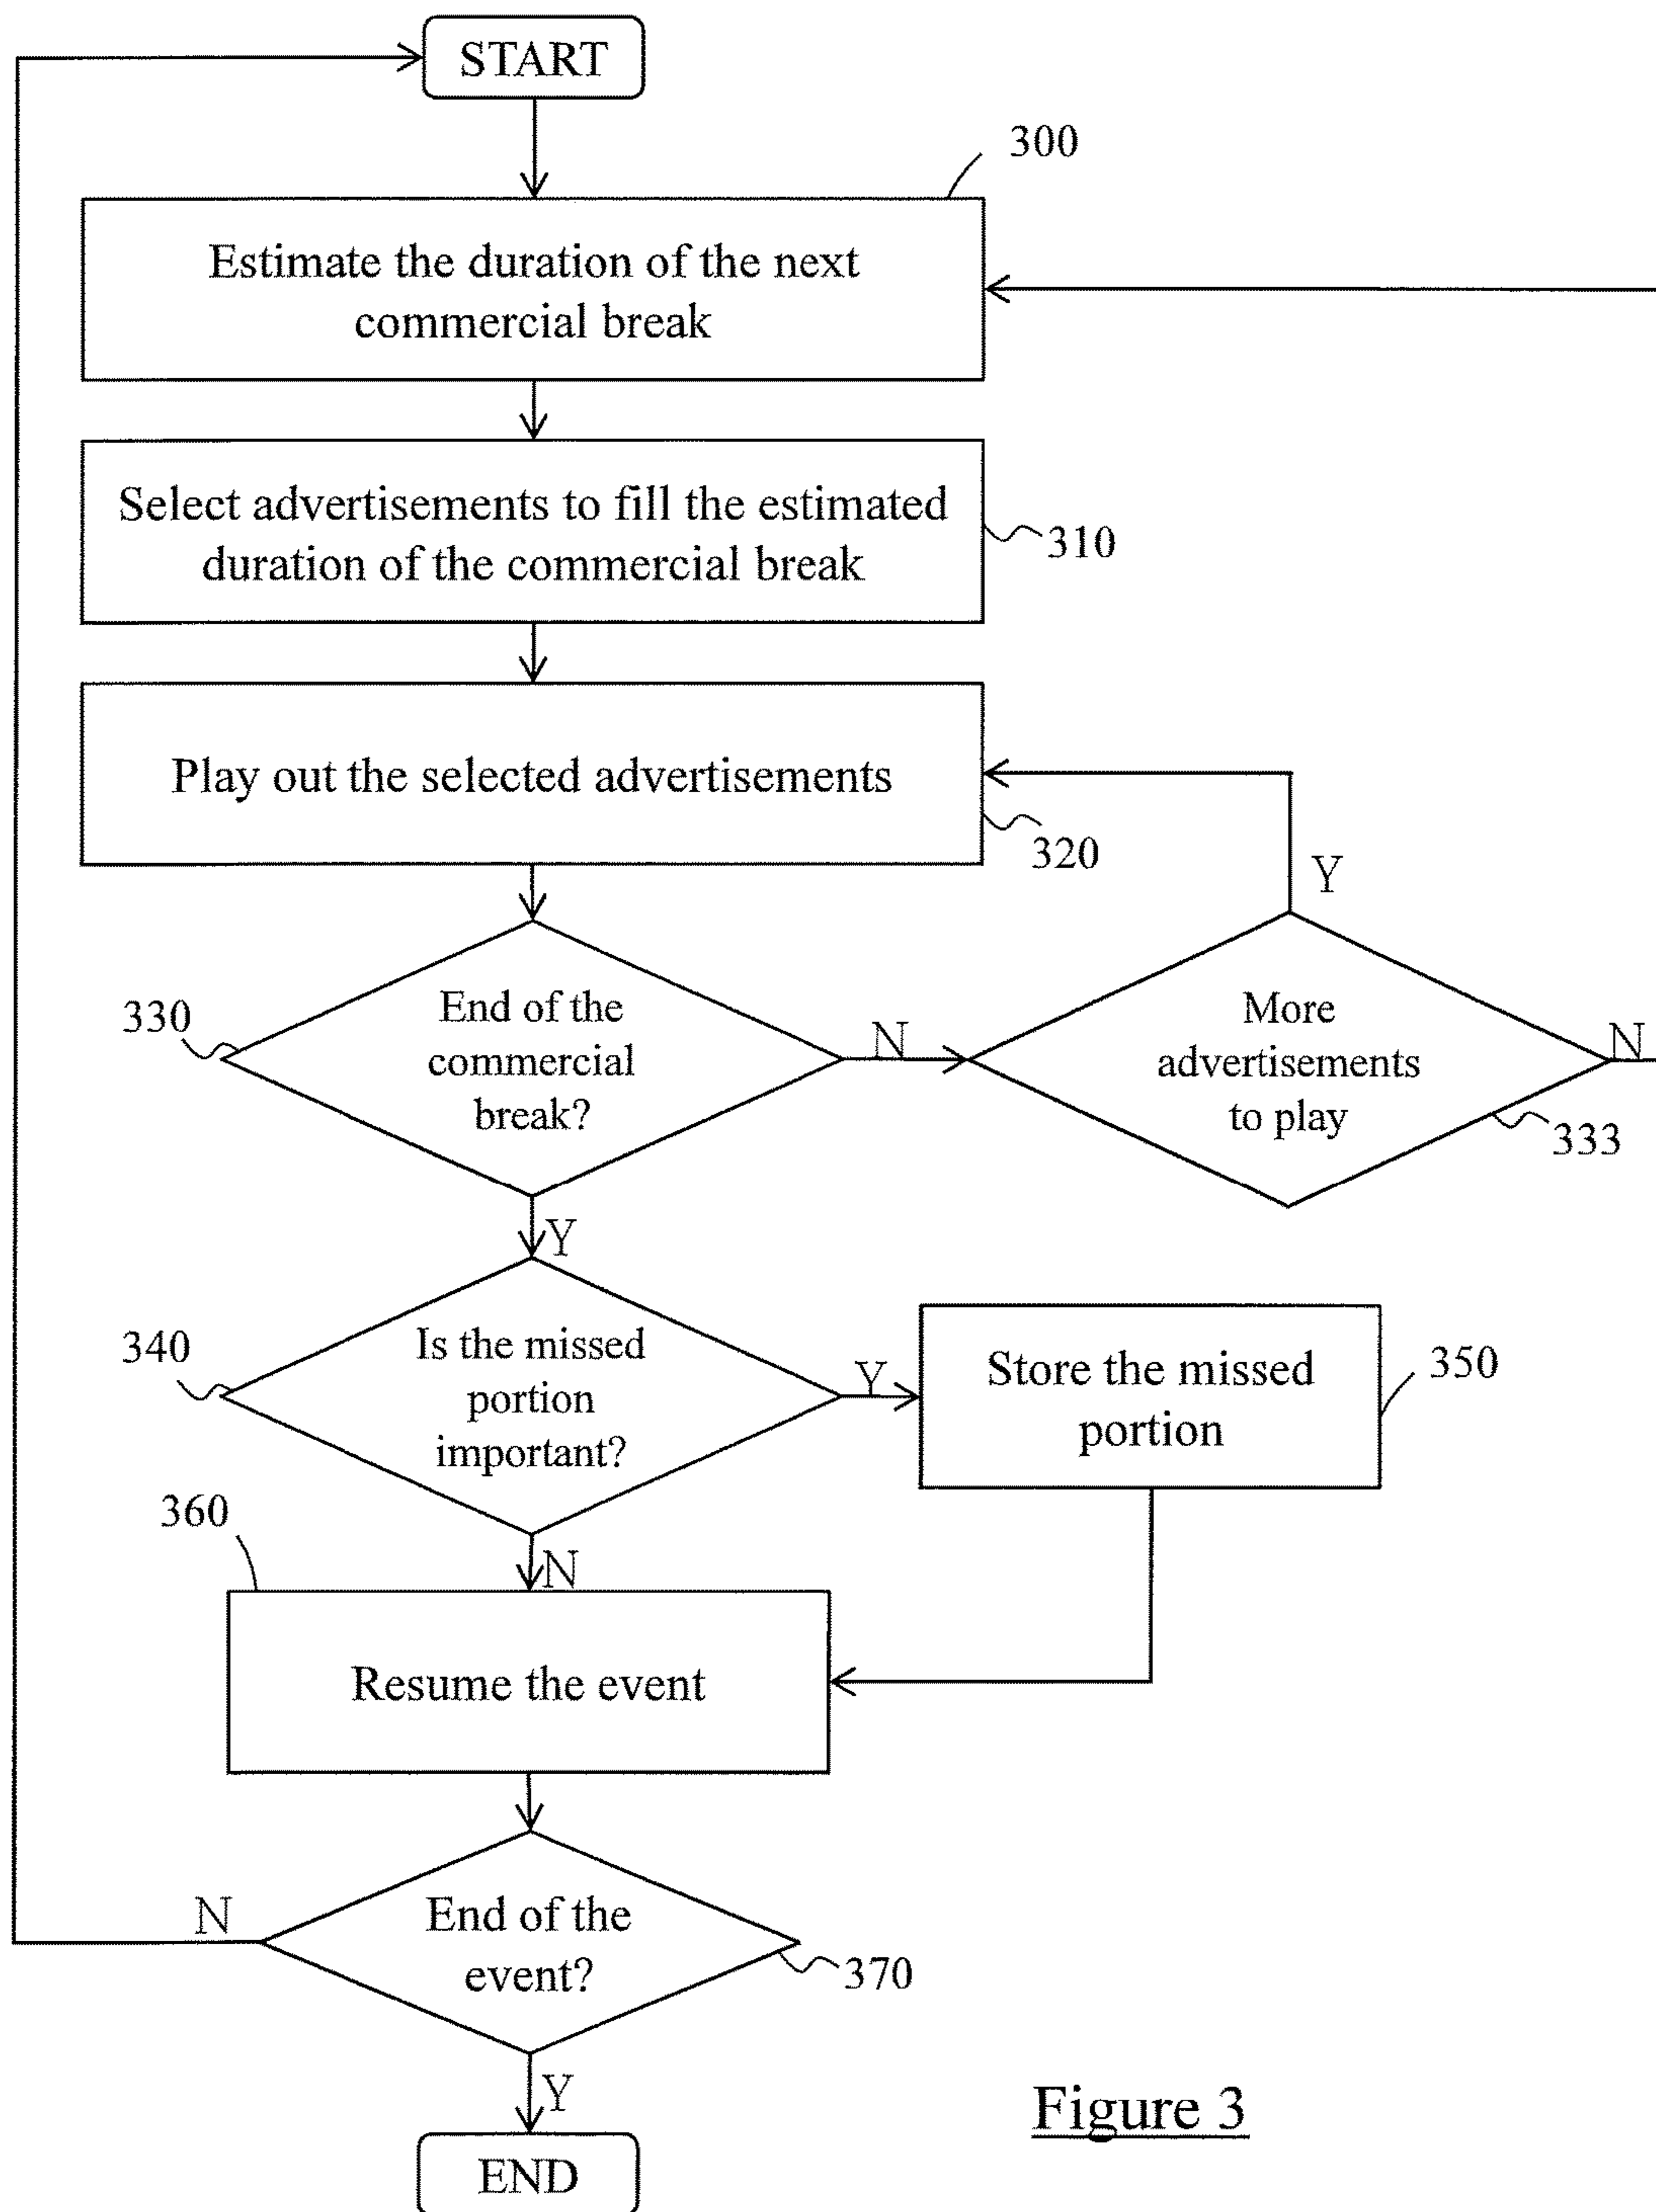 START
300
Estimate the duration of the next
commercial break
Select advertisements to fill the estimated
duration of the commercial break
310
Play out the selected advertisements
320
Y
330
End of the
commercial
break?
N
More
advertisements
to play
N
333
Y
340
Is the missed
portion
important?
Y
Store the missed
portion
350
360
N
Resume the event
N
End of the
event?
370
Y
END
Figure 3